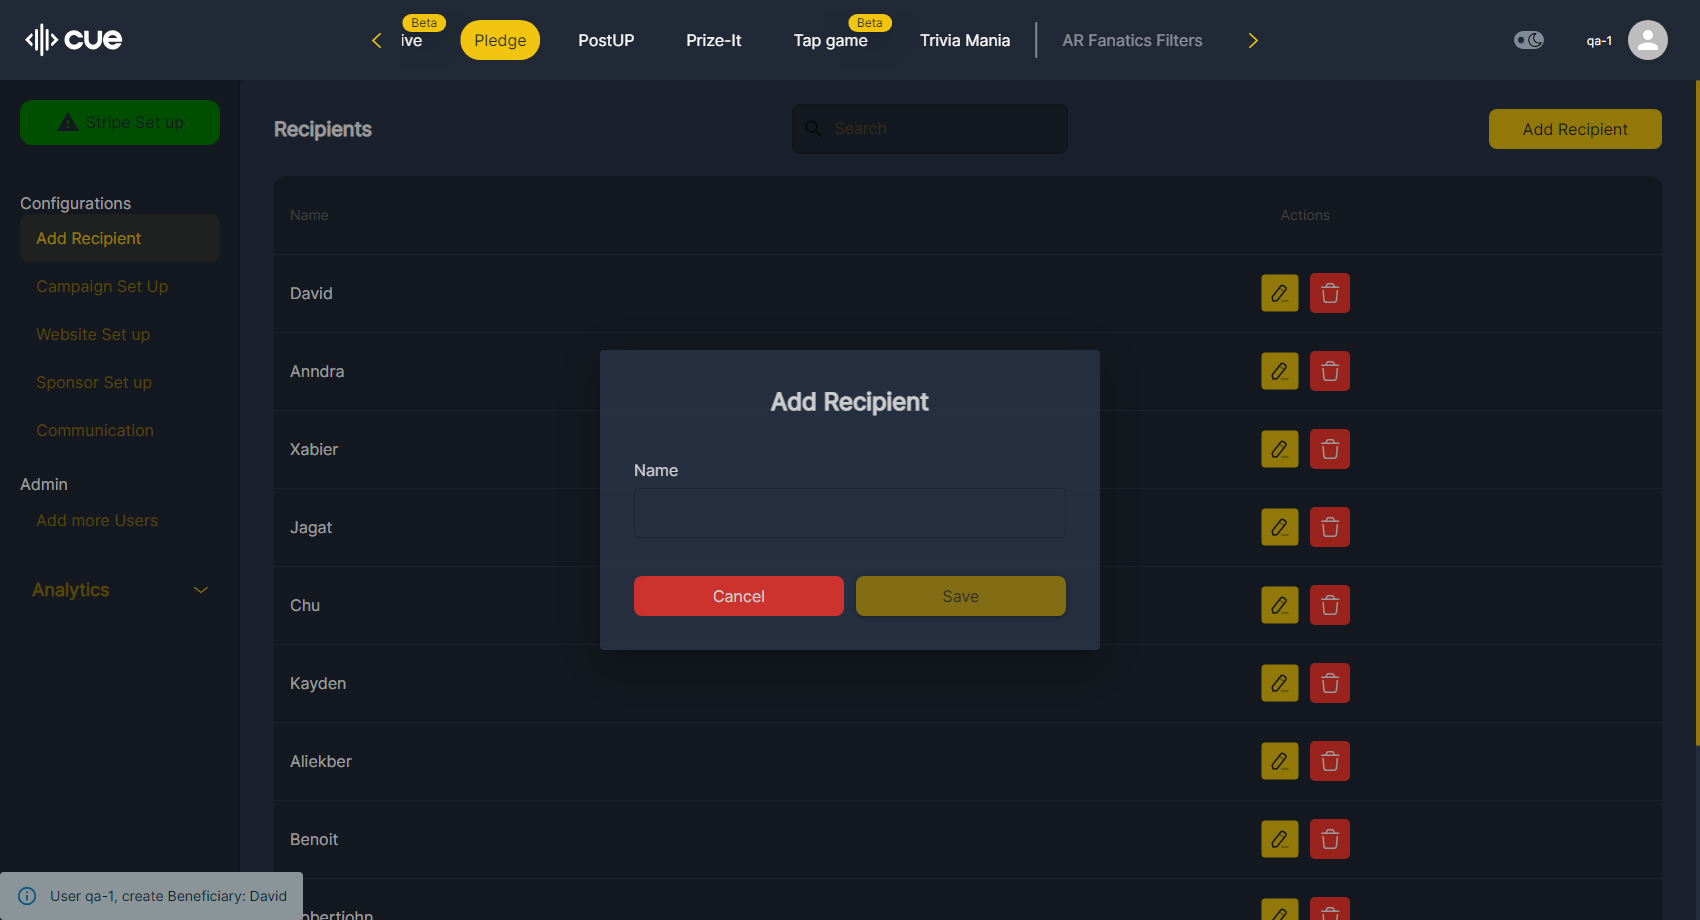 cue
ive
Beta
Pledge
PostUP
Prize-It
Tap game
Beta
Trivia Mania
AR Fanatics Filters
qa-1
Stripe Set up
Configurations
Add Recipient
Campaign Set Up
Website Set up
Sponsor Set up
Communication
Admin
Add more Users
Analytics
Recipients
Search
Add Recipient
Name
Actions
David
Anndra
Xabier
Jagat
Chu
Kayden
Aliekber
Benoit
obertjohn
Add Recipient
Name
Cancel
Save
User qa-1, create Beneficiary: David